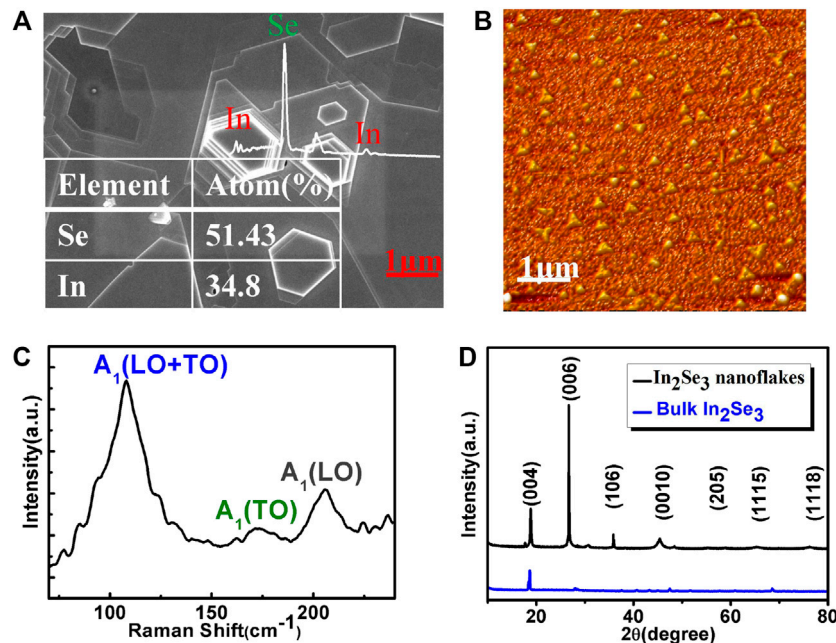 A
Se
In
In
Element Atom(%)
Se 51.43
In 34.8
1μm
B
1μm
C
A1(LO+TO)
A1(TO)
A1(LO)
Intensity(a.u.)
100 150 200
Raman Shift(cm-1)
D
In2Se3 nanoflakes
Bulk In2Se3
(004)
(006)
(106)
(0010)
(205)
(1115)
(1118)
Intensity(a.u.)
20 40 60 80
2θ(degree)